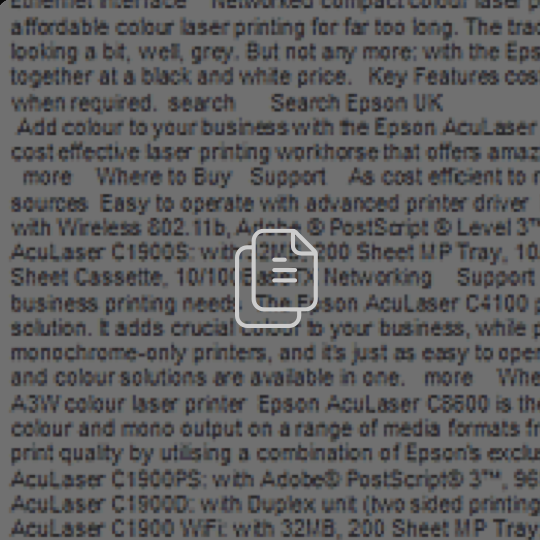 Ethernet interface Networked compact colour laser p
affordable colour laser printing for far too long. The trad
looking a bit, well, grey. But not any more; with the Eps
together at a black and white price. Key Features cos
when required. search Search Epson UK
Add colour to your business with the Epson AcuLaser
cost effective laser printing workhorse that offers amaz
more Where to Buy Support As cost efficient to r
sources Easy to operate with advanced printer driver
with Wireless 802.11b, Adobe ® PostScript ® Level 3™
AcuLaser C1900S: with 200 Sheet MP Tray, 10
Sheet Cassette, 10/100 Networking Support
business printing needs. The Epson AcuLaser C4100 p
solution. It adds crucial colour to your business, while p
monochrome-only printers, and it's just as easy to oper
and colour solutions are available in one. more Whe
A3W colour laser printer Epson AcuLaser C8600 is the
colour and mono output on a range of media formats fr
print quality by utilising a combination of Epson's exclu
AcuLaser C1900PS: with Adobe® PostScript® 3™, 96
AcuLaser C1900D: with Duplex unit (two sided printing
AcuLaser C1900 WiFi: with 32MB, 200 Sheet MP Tray